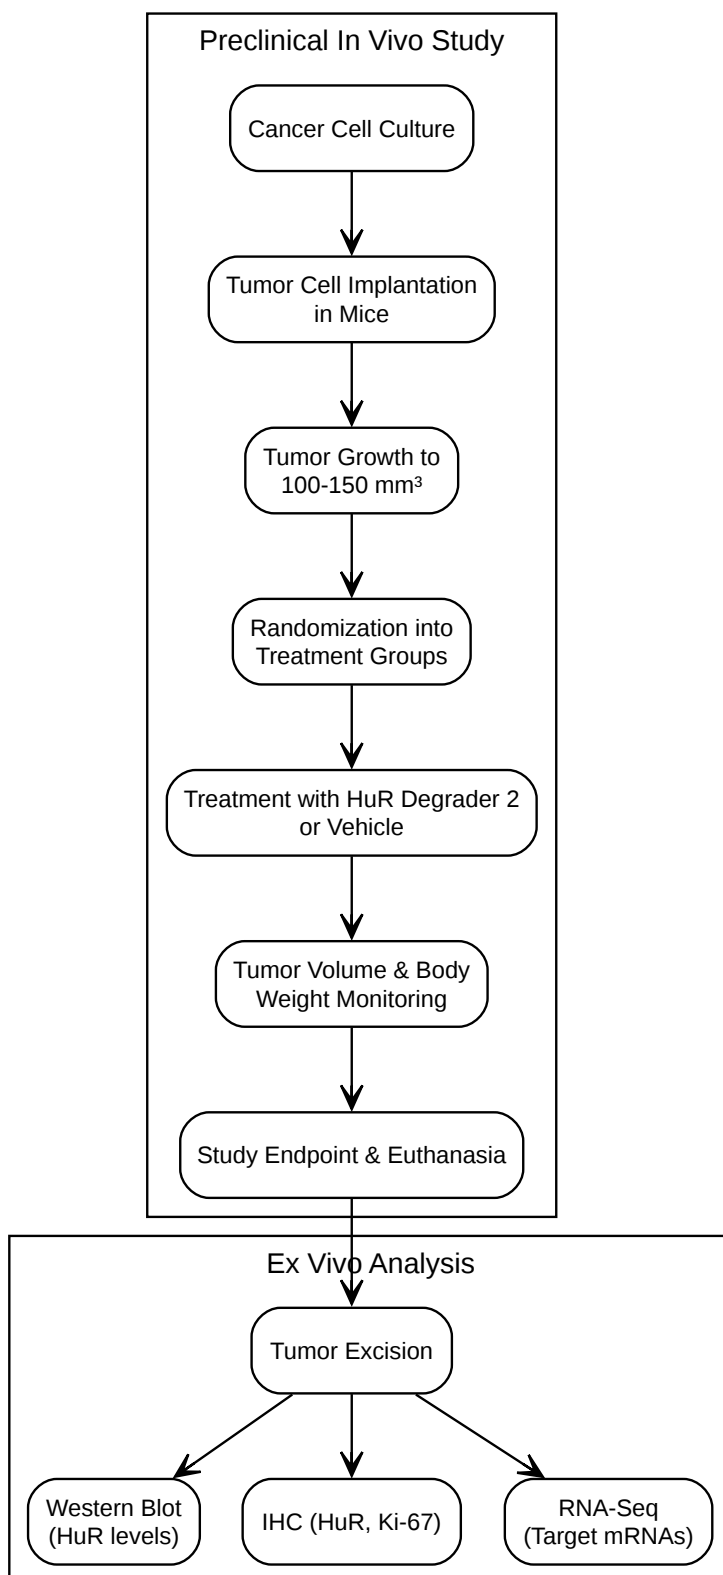 Preclinical In Vivo Study
Cancer Cell Culture
Tumor Cell Implantation
in Mice
Tumor Growth to
100-150 mm³
Randomization into
Treatment Groups
Treatment with HuR Degrader 2
or Vehicle
Tumor Volume & Body
Weight Monitoring
Study Endpoint & Euthanasia
Ex Vivo Analysis
Tumor Excision
Western Blot
(HuR levels)
IHC (HuR, Ki-67)
RNA-Seq
(Target mRNAs)